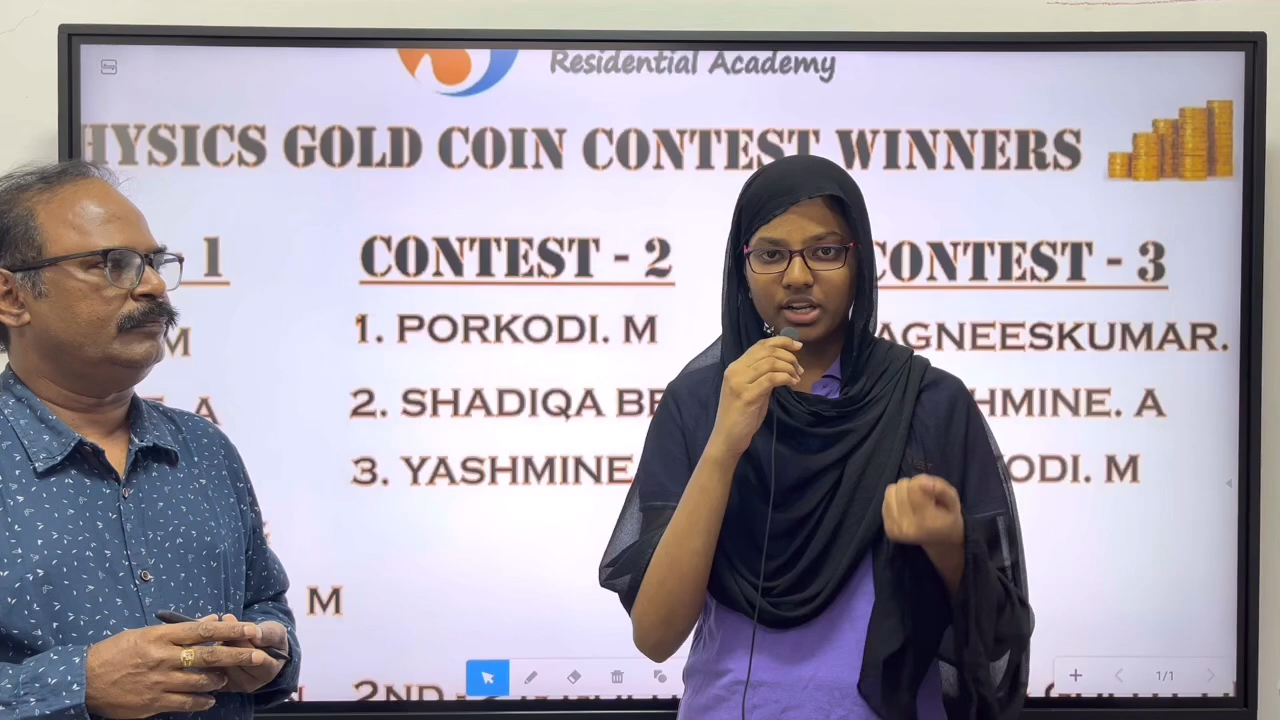 Residential Academy
HYSICS GOLD COIN CONTEST WINNERS
1
CONTEST - 2
CONTEST - 3
M
1. PORKODI. M
AGNEESKUMAR.
A
2. SHADIQA BE
HMINE. A
3. YASHMINE
ODI. M
M
2ND -
1/1